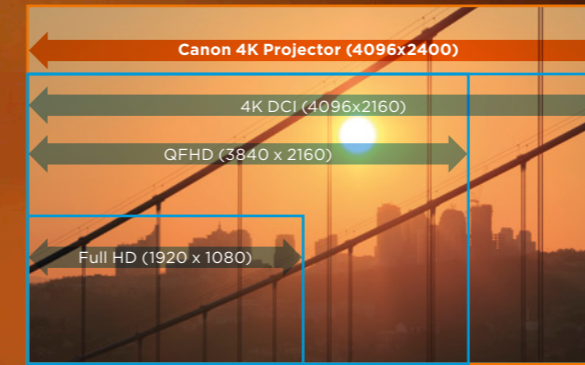 Canon 4K Projector (4096x2400)
4K DCI (4096x2160)
QFHD (3840 x 2160)
Full HD (1920 x 1080)